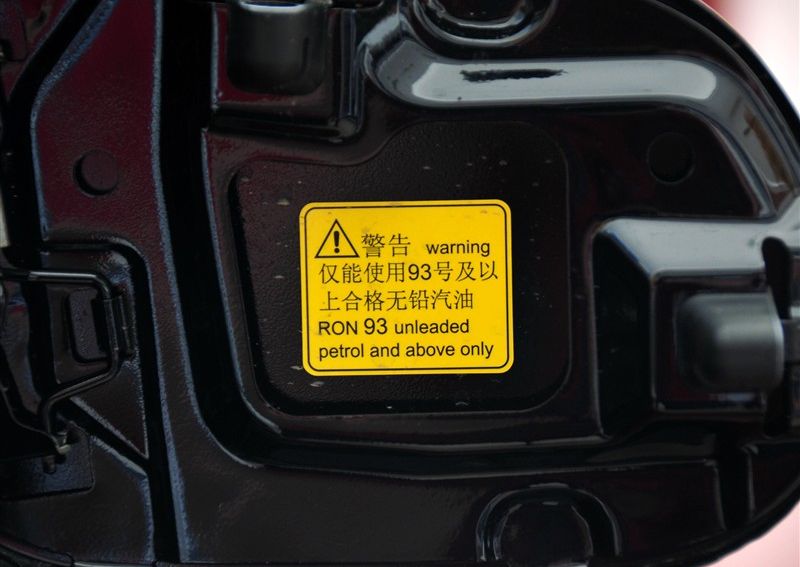 警告 warning
仅能使用93号及以
上合格无铅汽油
RON 93 unleaded
petrol and above only